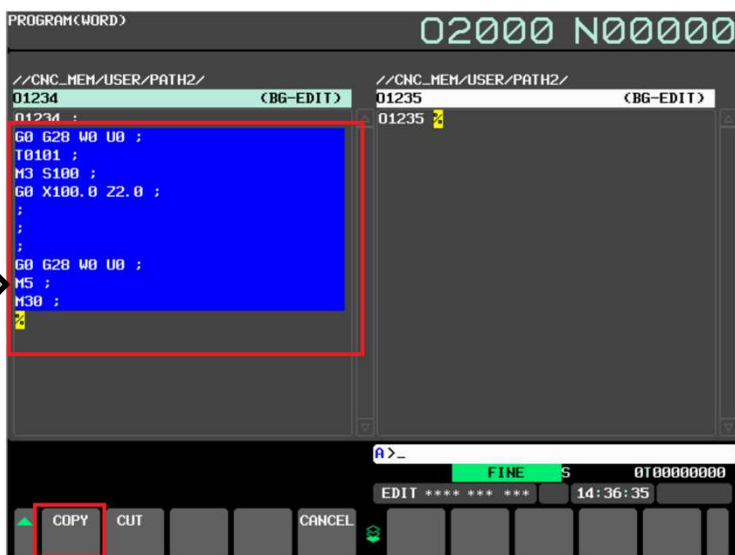 PROGRAM(WORD)
O2000 N00000
//CNC_MEM/USER/PATH2/
O1234 (BG-EDIT)
O1234 ;
G0 G28 W0 U0 ;
T0101 ;
M3 S100 ;
G0 X100.0 Z2.0 ;
;
;
;
G0 G28 W0 U0 ;
M5 ;
M30 ;
%
//CNC_MEM/USER/PATH2/
O1235 (BG-EDIT)
O1235 %
A>_
FINE S 0T00000000
EDIT **** *** *** 14:36:35
COPY CUT CANCEL